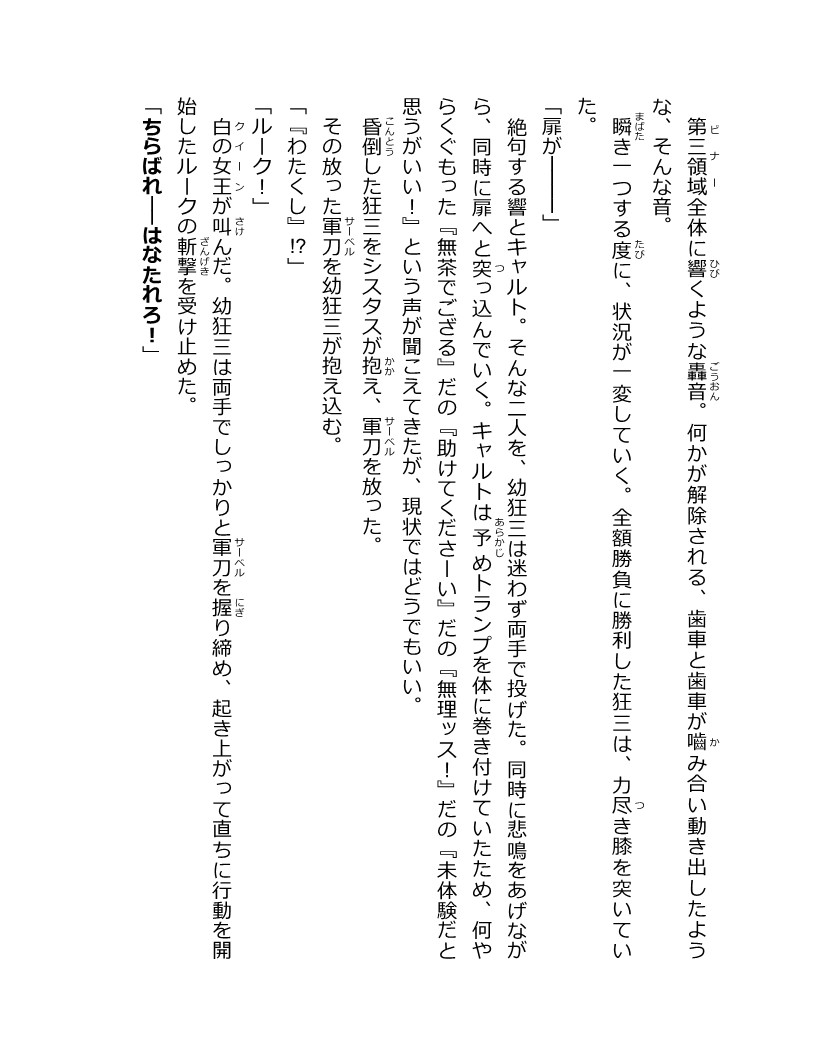 第三領域全体に響くような轟音。何かが解除される、歯車と歯車が嚙み合い動き出したよう
な、そんな音。
瞬き一つする度に、状況が一変していく。全額勝負に勝利した狂三は、力尽き膝を突いてい
た。
「扉が━━━」
絶句する響とキャルト。そんな二人を、幼狂三は迷わず両手で投げた。同時に悲鳴をあげなが
ら、同時に扉へと突っ込んでいく。キャルトは予めトランプを体に巻き付けていたため、何や
らくぐもった『無茶でござる』だの『助けてくださーい』だの『無理ッス！』だの『未体験だと
思うがいい！』という声が聞こえてきたが、現状ではどうでもいい。
昏倒した狂三をシスタスが抱え、軍刀を放った。
その放った軍刀を幼狂三が抱え込む。
「『わたくし』!?」
「ルーク！」
白の女王が叫んだ。幼狂三は両手でしっかりと軍刀を握り締め、起き上がって直ちに行動を開
始したルークの斬撃を受け止めた。
「ちらばれ──はなたれろ！」